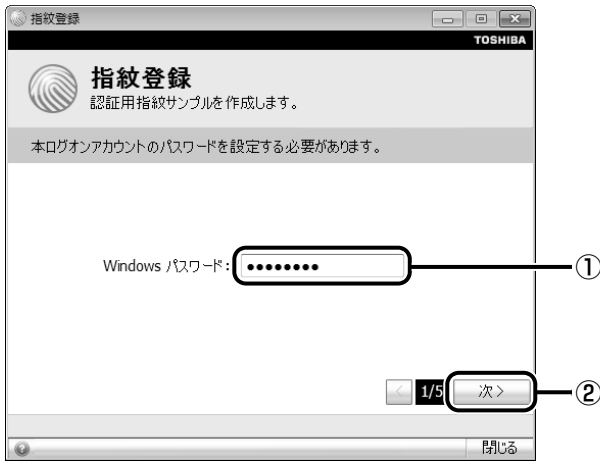 指紋登録
TOSHIBA
指紋登録
認証用指紋サンプルを作成します。
本ログオンアカウントのパスワードを設定する必要があります。
Windows パスワード: ●●●●●●●●
①
< 1/5 次 >
②
閉じる